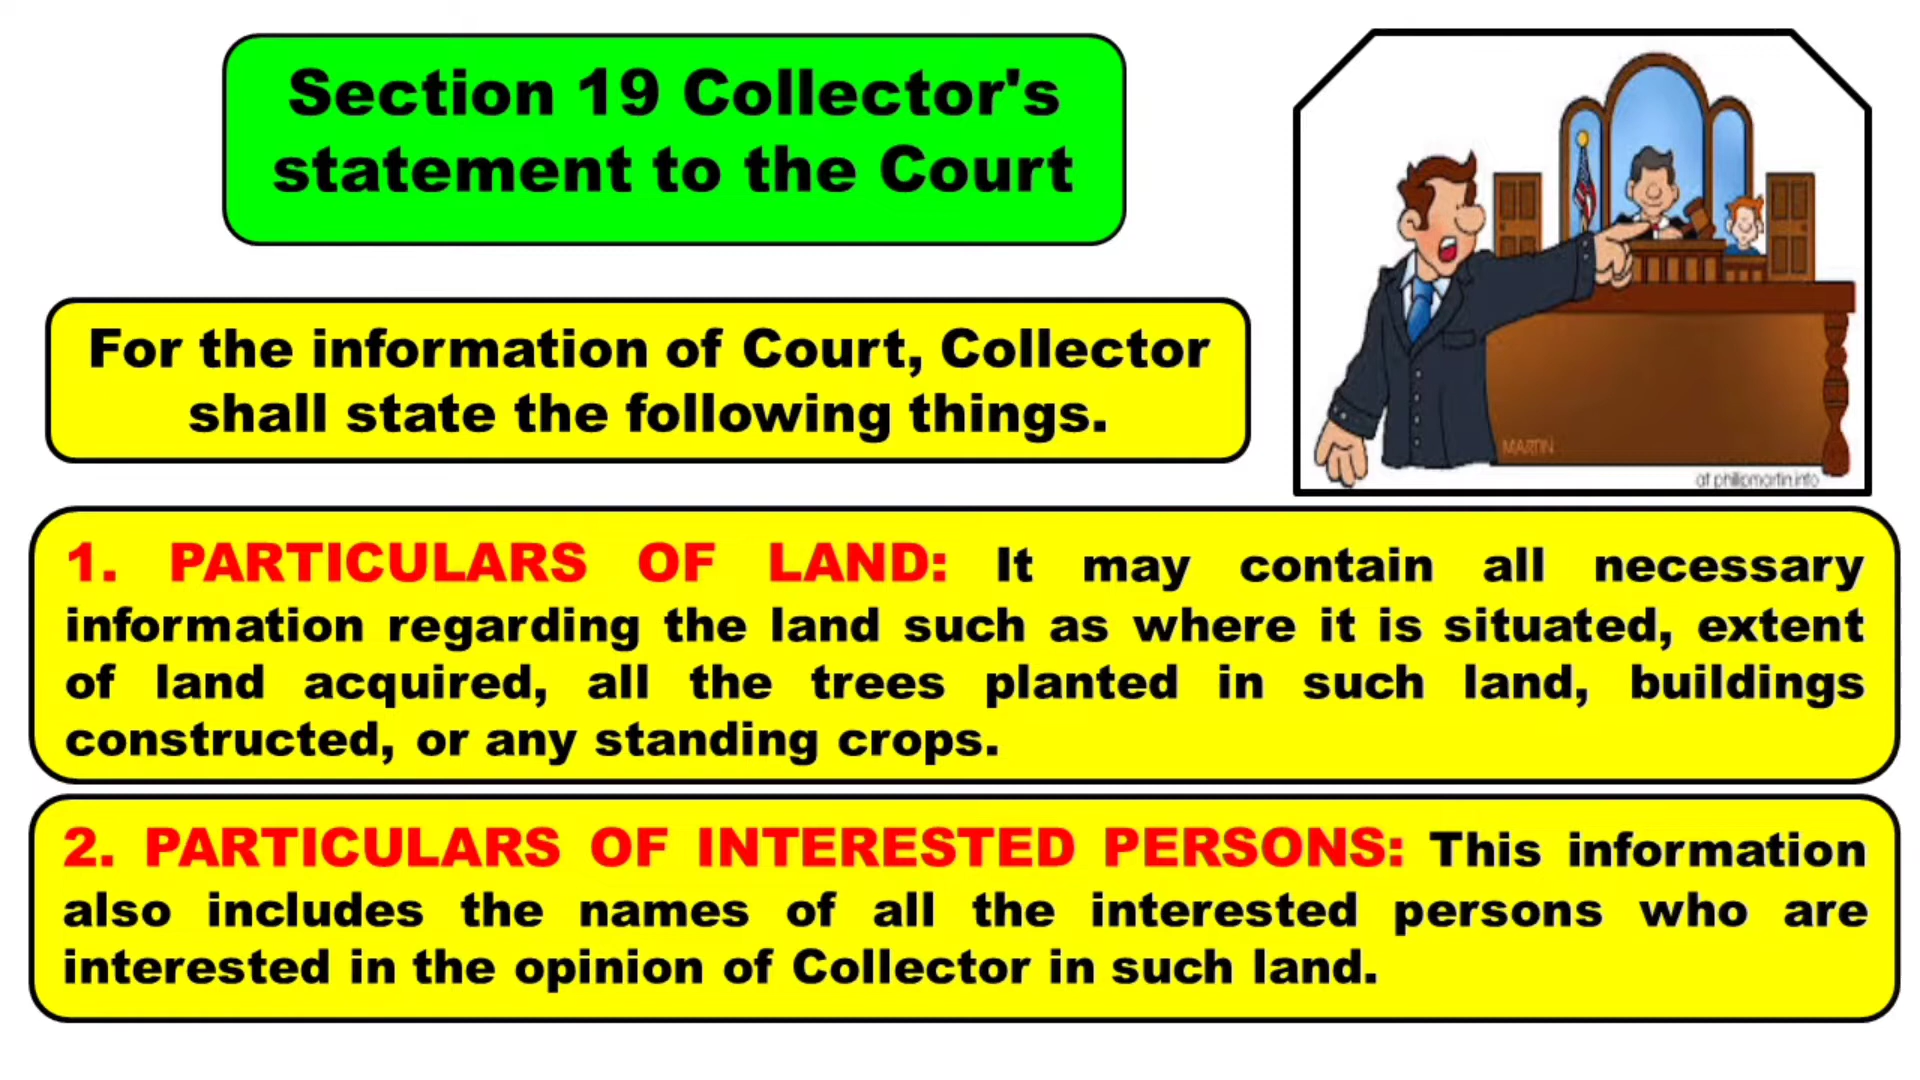 Section 19 Collector's
statement to the Court
For the information of Court, Collector
shall state the following things.
MARTIN
at philipmartin.info
1. PARTICULARS OF LAND: It may contain all necessary
information regarding the land such as where it is situated, extent
of land acquired, all the trees planted in such land, buildings
constructed, or any standing crops.
2. PARTICULARS OF INTERESTED PERSONS: This information
also includes the names of all the interested persons who are
interested in the opinion of Collector in such land.